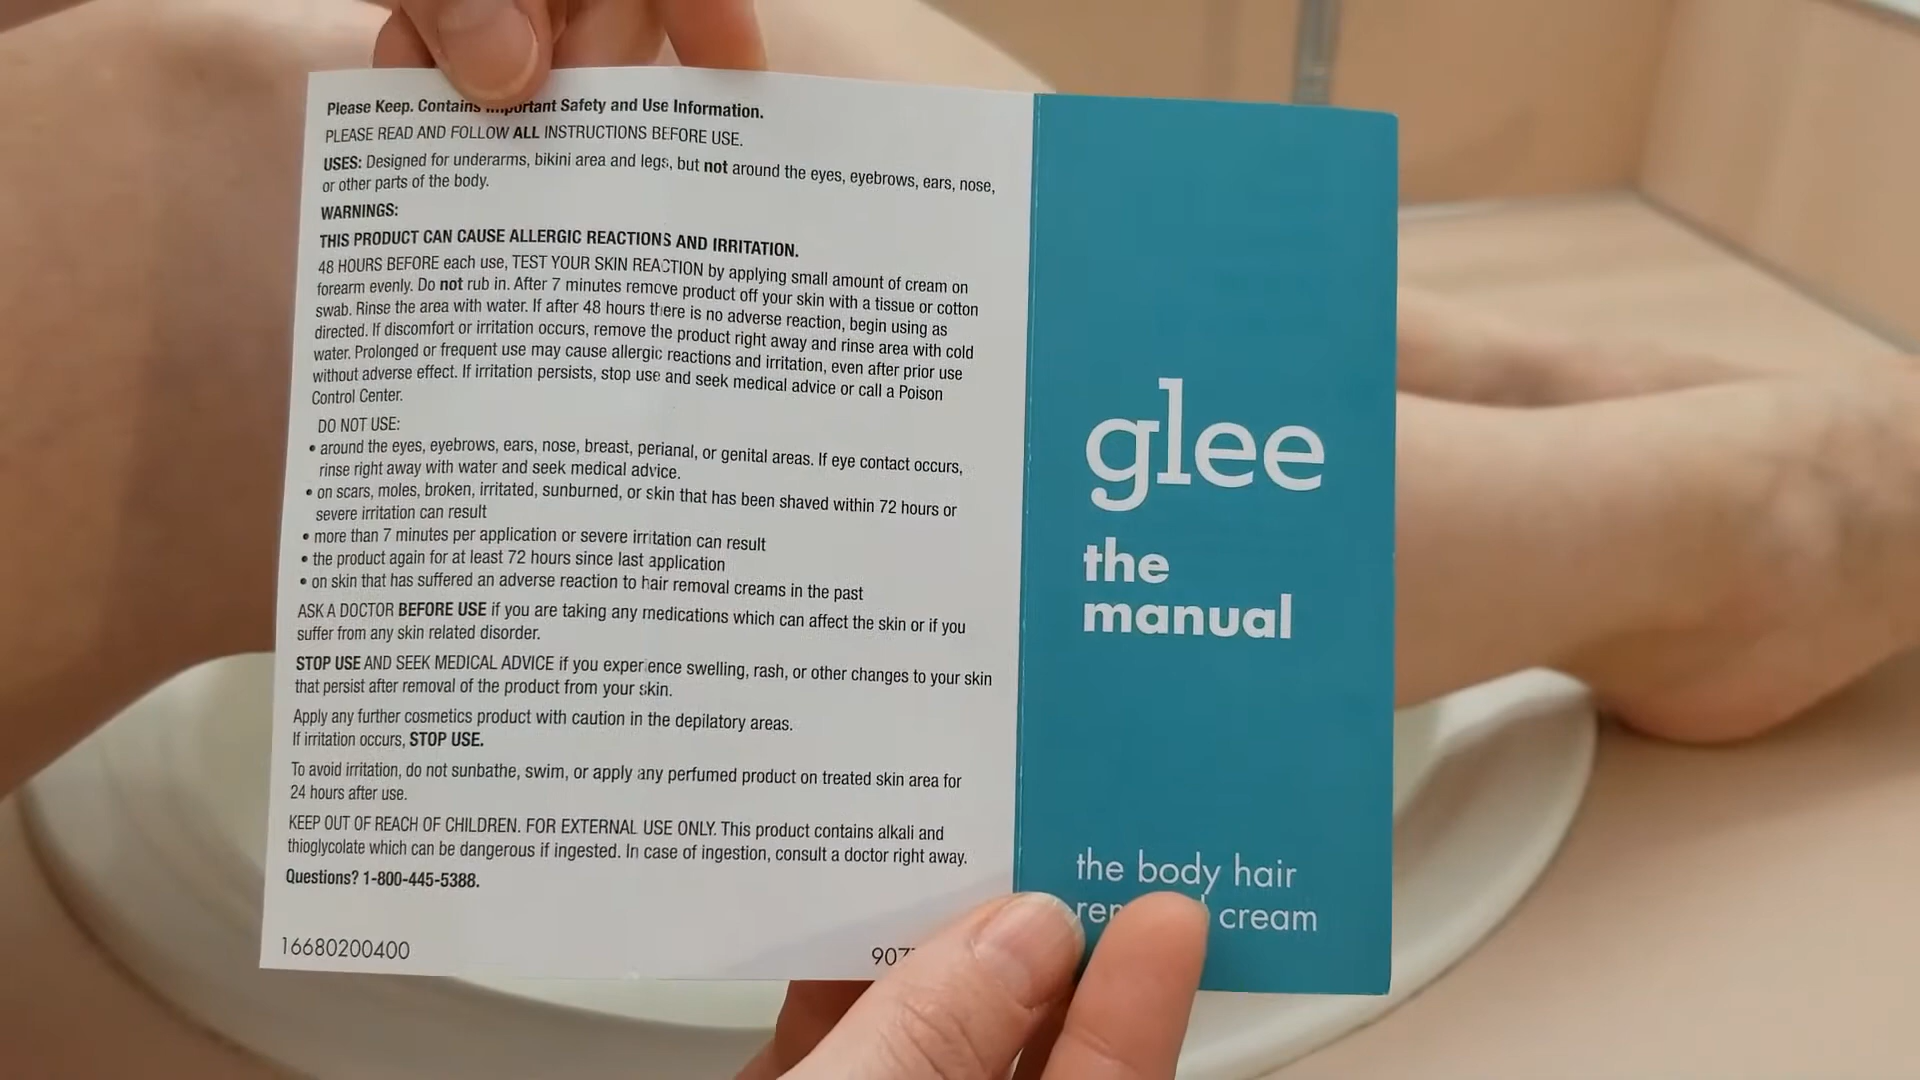 Please Keep. Contains Important Safety and Use Information.
PLEASE READ AND FOLLOW ALL INSTRUCTIONS BEFORE USE.
USES: Designed for underarms, bikini area and legs, but not around the eyes, eyebrows, ears, nose,
or other parts of the body.
WARNINGS:
THIS PRODUCT CAN CAUSE ALLERGIC REACTIONS AND IRRITATION.
48 HOURS BEFORE each use, TEST YOUR SKIN REACTION by applying small amount of cream on
forearm evenly. Do not rub in. After 7 minutes remove product off your skin with a tissue or cotton
swab. Rinse the area with water. If after 48 hours there is no adverse reaction, begin using as
directed. If discomfort or irritation occurs, remove the product right away and rinse area with cold
water. Prolonged or frequent use may cause allergic reactions and irritation, even after prior use
without adverse effect. If irritation persists, stop use and seek medical advice or call a Poison
Control Center.
DO NOT USE:
• around the eyes, eyebrows, ears, nose, breast, perianal, or genital areas. If eye contact occurs,
rinse right away with water and seek medical advice.
• on scars, moles, broken, irritated, sunburned, or skin that has been shaved within 72 hours or
severe irritation can result
• more than 7 minutes per application or severe irritation can result
• the product again for at least 72 hours since last application
• on skin that has suffered an adverse reaction to hair removal creams in the past
ASK A DOCTOR BEFORE USE if you are taking any medications which can affect the skin or if you
suffer from any skin related disorder.
STOP USE AND SEEK MEDICAL ADVICE if you experience swelling, rash, or other changes to your skin
that persist after removal of the product from your skin.
Apply any further cosmetics product with caution in the depilatory areas.
If irritation occurs, STOP USE.
To avoid irritation, do not sunbathe, swim, or apply any perfumed product on treated skin area for
24 hours after use.
KEEP OUT OF REACH OF CHILDREN. FOR EXTERNAL USE ONLY. This product contains alkali and
thioglycolate which can be dangerous if ingested. In case of ingestion, consult a doctor right away.
Questions? 1-800-445-5388.
16680200400
glee
the
manual
the body hair
cream